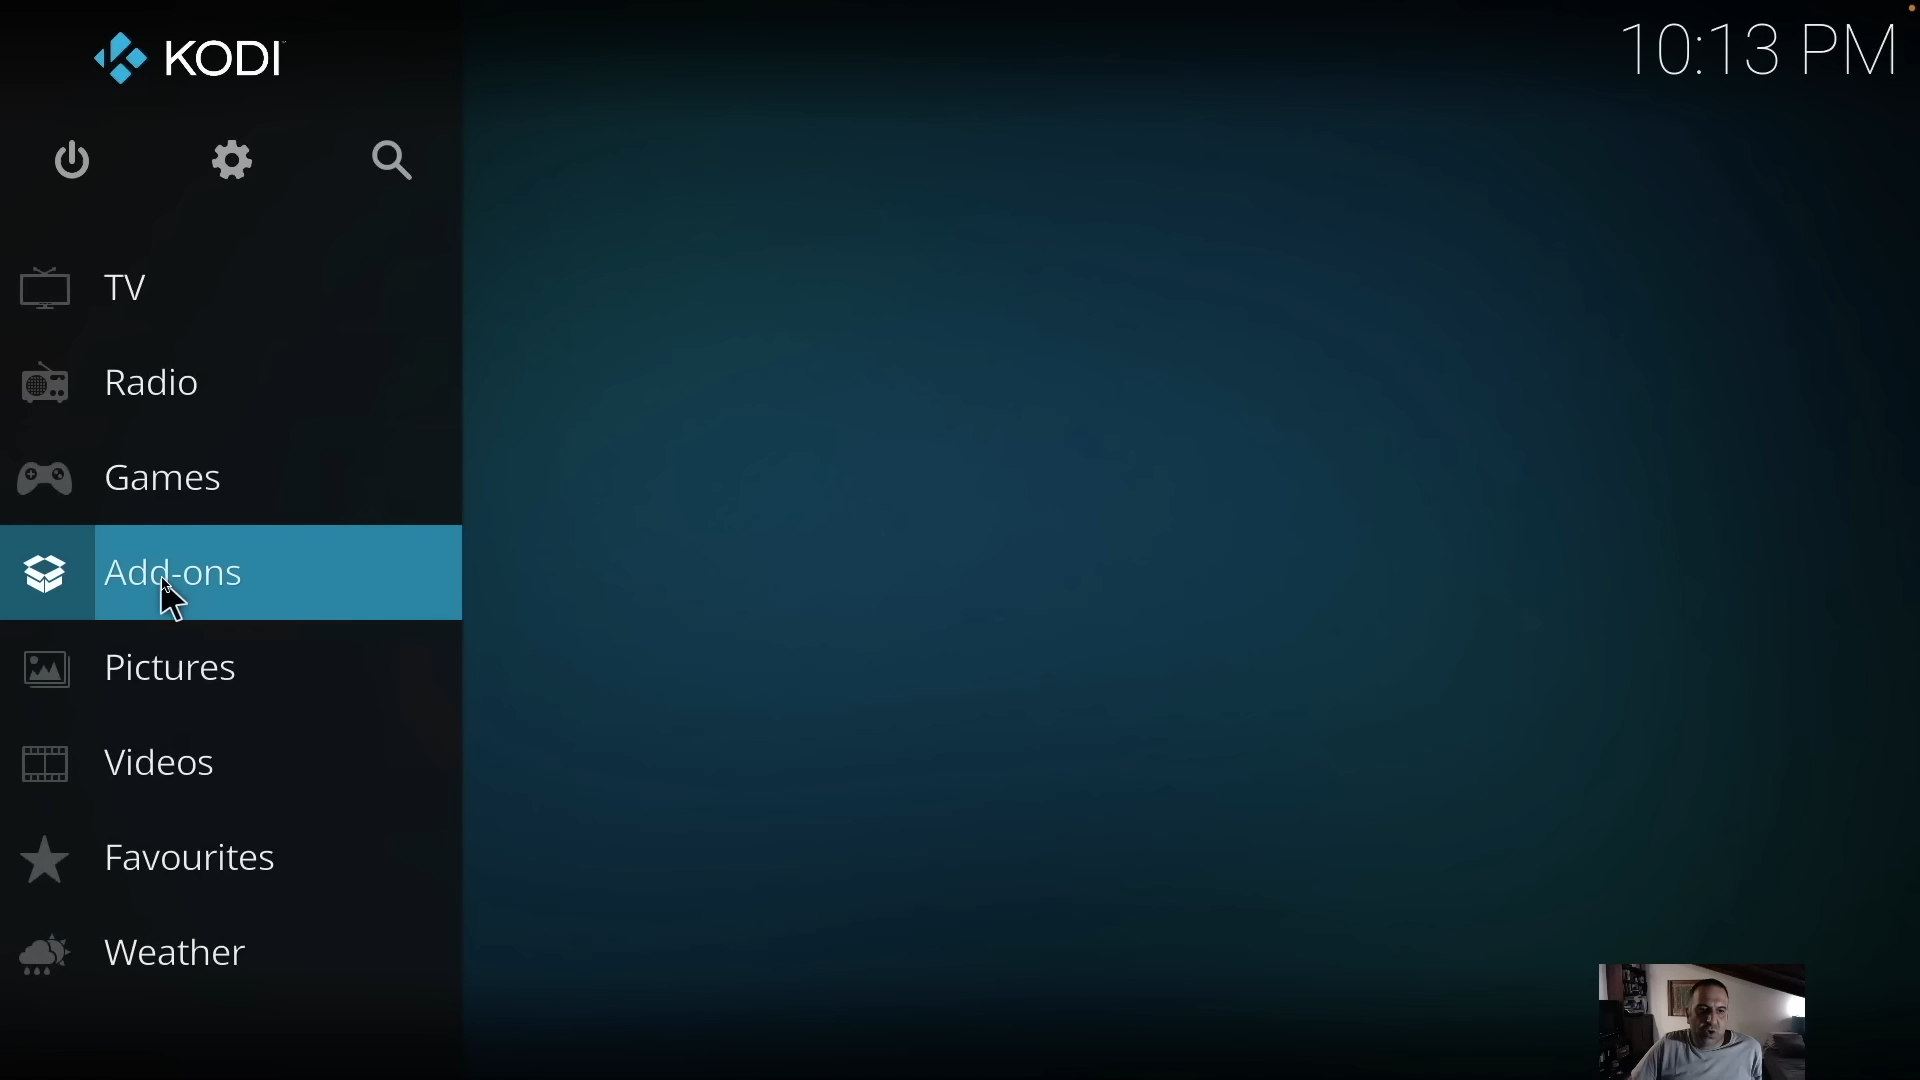 KODI
10:13 PM
TV
Radio
Games
Add-ons
Pictures
Videos
Favourites
Weather